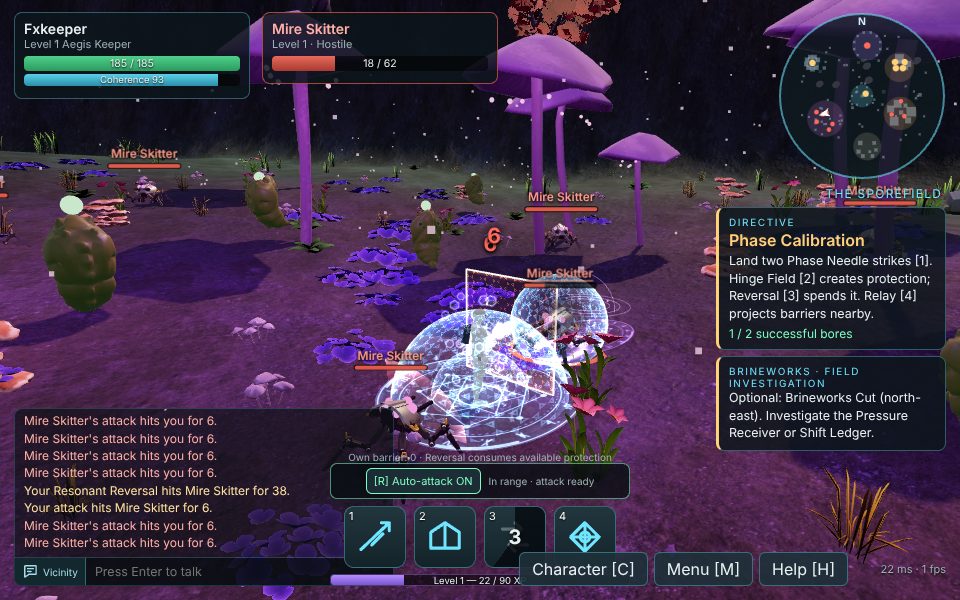 Fxkeeper
Level 1 Aegis Keeper
185 / 185
Coherence 93
Mire Skitter
Level 1 · Hostile
18 / 62
N
THE SPOREFIELD
Mire Skitter
Mire Skitter
Mire Skitter
6
Mire Skitter
Mire Skitter
DIRECTIVE
Phase Calibration
Land two Phase Needle strikes [1].
Hinge Field [2] creates protection;
Reversal [3] spends it. Relay [4]
projects barriers nearby.
1 / 2 successful bores
BRINEWORKS · FIELD
INVESTIGATION
Optional: Brineworks Cut (north-
east). Investigate the Pressure
Receiver or Shift Ledger.
Mire Skitter's attack hits you for 6.
Mire Skitter's attack hits you for 6.
Mire Skitter's attack hits you for 6.
Mire Skitter's attack hits you for 6.
Your Resonant Reversal hits Mire Skitter for 38.
Your attack hits Mire Skitter for 6.
Mire Skitter's attack hits you for 6.
Mire Skitter's attack hits you for 6.
Vicinity
Press Enter to talk
Own barrier 0 · Reversal consumes available protection
[R] Auto-attack ON
In range · attack ready
1
2
3
3
4
Level 1 — 22 / 90 XP
Character [C]
Menu [M]
Help [H]
22 ms · 1 fps